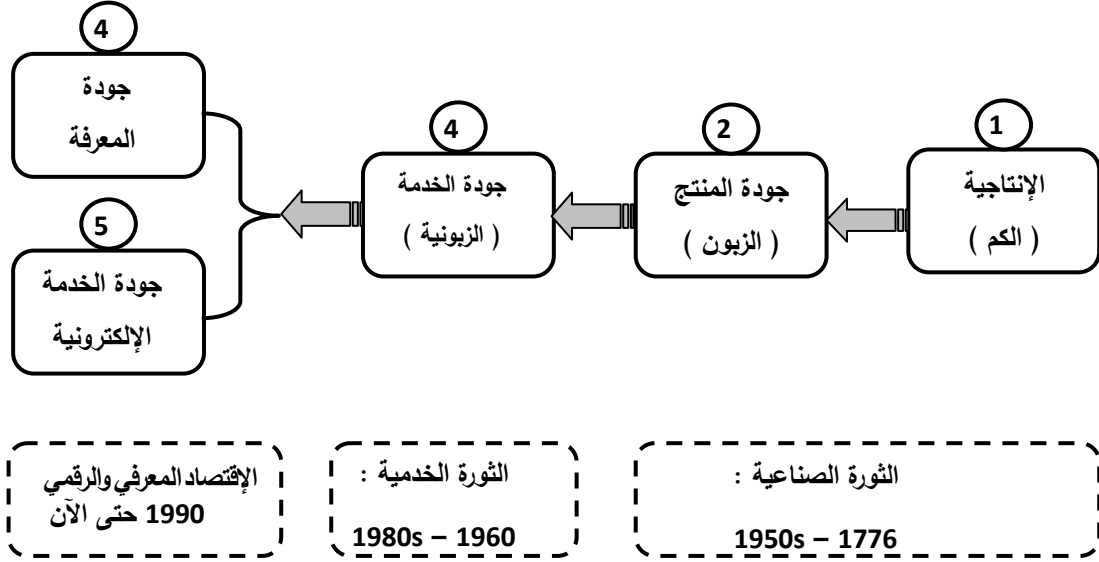 1
الإنتاجية
( الكم )
2
جودة المنتج
( الزبون )
4
جودة الخدمة
( الزبونية )
4
جودة
المعرفة
5
جودة الخدمة
الإلكترونية
الثورة الصناعية :
1950s – 1776
الثورة الخدمية :
1980s – 1960
الإقتصاد المعرفي والرقمي
1990 حتى الآن